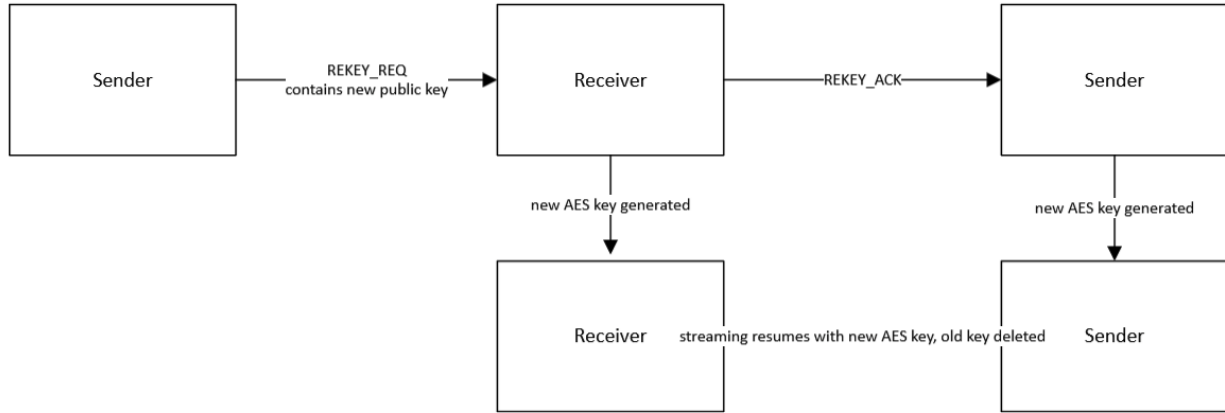 Sender
REKEY_REQ
contains new public key
Receiver
REKEY_ACK
Sender
new AES key generated
new AES key generated
Receiver
streaming resumes with new AES key, old key deleted
Sender